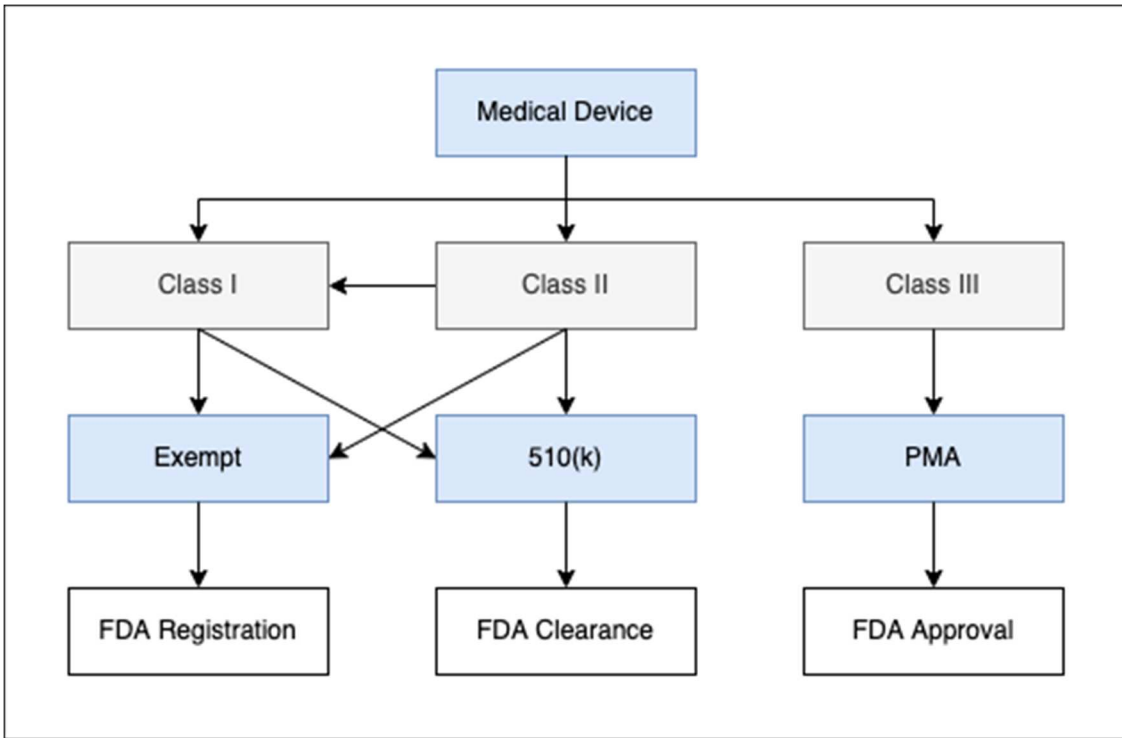 Medical Device
Class I
Class II
Class III
Exempt
510(k)
PMA
FDA Registration
FDA Clearance
FDA Approval